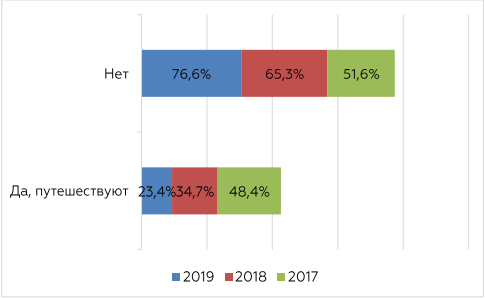 Нет
76,6% 65,3% 51,6%
Да, путешествуют
23,4% 34,7% 48,4%
2019 2018 2017